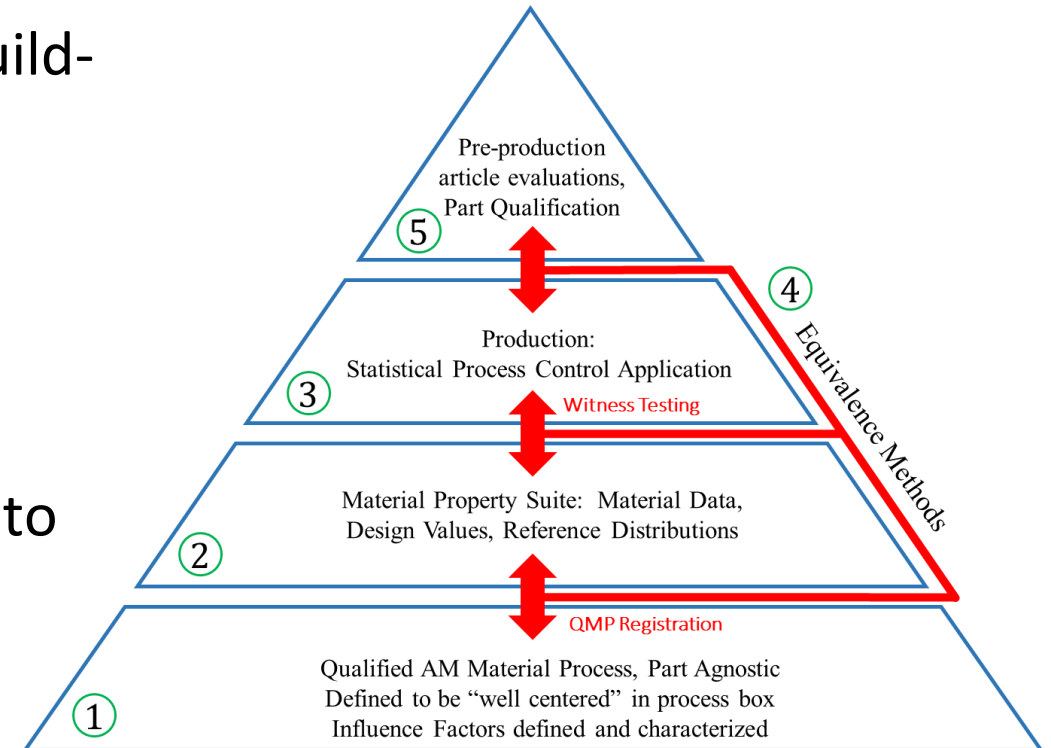 uild-
Pre-production
article evaluations,
Part Qualification
5
4
Equivalence Methods
Production:
Statistical Process Control Application
3
Witness Testing
Material Property Suite: Material Data,
Design Values, Reference Distributions
to
2
QMP Registration
Qualified AM Material Process, Part Agnostic
Defined to be “well centered” in process box
Influence Factors defined and characterized
1